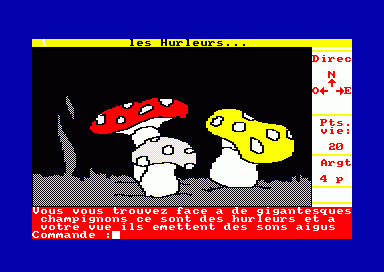 les Hurleurs...
Direc
N
O E
Pts.
vie:
20
Argt
4 p
Vous vous trouvez face a de gigantesques
champignons ce sont des hurleurs et a
votre vue ils emettent des sons aigus
Commande :